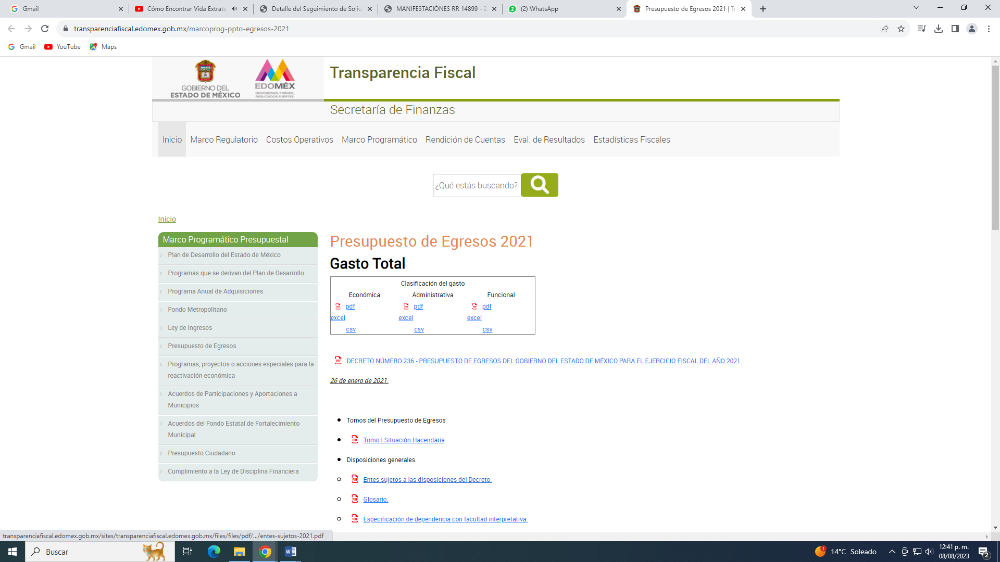 Gmail
Cómo Encontrar Vida Extrate
Detalle del Seguimiento de Solici
MANIFESTACIÓNES RR 14899 - 2
(2) WhatsApp
Presupuesto de Egresos 2021 | Tr
transparenciafiscal.edomex.gob.mx/marcoprog-ppto-egresos-2021
Gmail
YouTube
Maps
GOBIERNO DEL
ESTADO DE MÉXICO
EDOMÉX
DECISIONES FIRMES,
RESULTADOS FUERTES.
Transparencia Fiscal
Secretaría de Finanzas
Inicio
Marco Regulatorio
Costos Operativos
Marco Programático
Rendición de Cuentas
Eval. de Resultados
Estadísticas Fiscales
¿Qué estás buscando?
Inicio
Marco Programático Presupuestal
Plan de Desarrollo del Estado de México
Programas que se derivan del Plan de Desarrollo
Programa Anual de Adquisiciones
Fondo Metropolitano
Ley de Ingresos
Presupuesto de Egresos
Programas, proyectos o acciones especiales para la
reactivación económica
Acuerdos de Participaciones y Aportaciones a
Municipios
Acuerdos del Fondo Estatal de Fortalecimiento
Municipal
Presupuesto Ciudadano
Cumplimiento a la Ley de Disciplina Financiera
Presupuesto de Egresos 2021
Gasto Total
Clasificación del gasto
Económica Administrativa Funcional
pdf pdf pdf
excel excel excel
csv csv csv
DECRETO NÚMERO 236.- PRESUPUESTO DE EGRESOS DEL GOBIERNO DEL ESTADO DE MÉXICO PARA EL EJERCICIO FISCAL DEL AÑO 2021.
26 de enero de 2021.
Tomos del Presupuesto de Egresos
Tomo I Situación Hacendaria
Disposiciones generales.
Entes sujetos a las disposiciones del Decreto.
Glosario.
Especificación de dependencia con facultad interpretativa.
transparenciafiscal.edomex.gob.mx/sites/transparenciafiscal.edomex.gob.mx/files/files/pdf/.../entes-sujetos-2021.pdf
Buscar
14°C Soleado
12:41 p. m.
08/08/2023
2